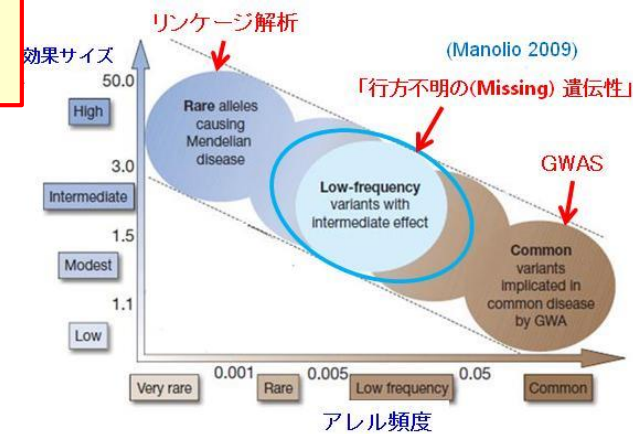 リンケージ解析
効果サイズ
(Manolio 2009)
「行方不明の(Missing) 遺伝性」
50.0
High
Rare alleles
causing
Mendelian
disease
GWAS
3.0
Intermediate
Low-frequency
variants with
intermediate effect
1.5
Modest
Common
variants
implicated in
common disease
by GWA
1.1
Low
0.001
0.005
0.05
Very rare
Rare
Low frequency
Common
アレル頻度